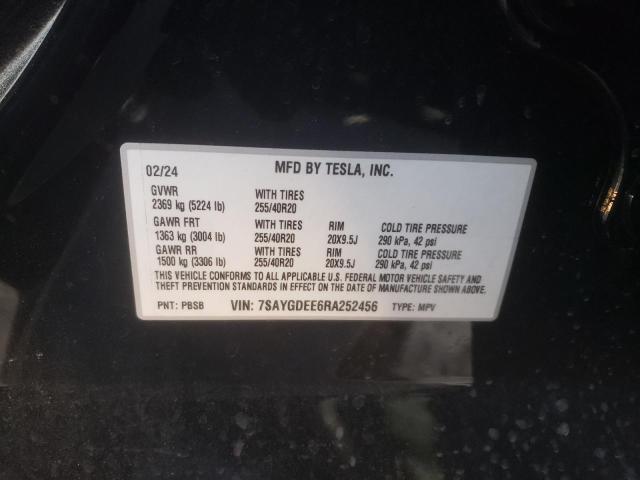 02/24 MFD BY TESLA, INC.
GVWR WITH TIRES
2369 kg (5224 lb) 255/40R20
GAWR FRT WITH TIRES RIM COLD TIRE PRESSURE
1363 kg (3004 lb) 255/40R20 20X9.5J 290 kPa, 42 psi
GAWR RR WITH TIRES RIM COLD TIRE PRESSURE
1500 kg (3306 lb) 255/40R20 20X9.5J 290 kPa, 42 psi
THIS VEHICLE CONFORMS TO ALL APPLICABLE U.S. FEDERAL MOTOR VEHICLE SAFETY AND
THEFT PREVENTION STANDARDS IN EFFECT ON THE DATE OF MANUFACTURE SHOWN ABOVE.
PNT: PBSB VIN: 7SAYGDEE6RA252456 TYPE: MPV